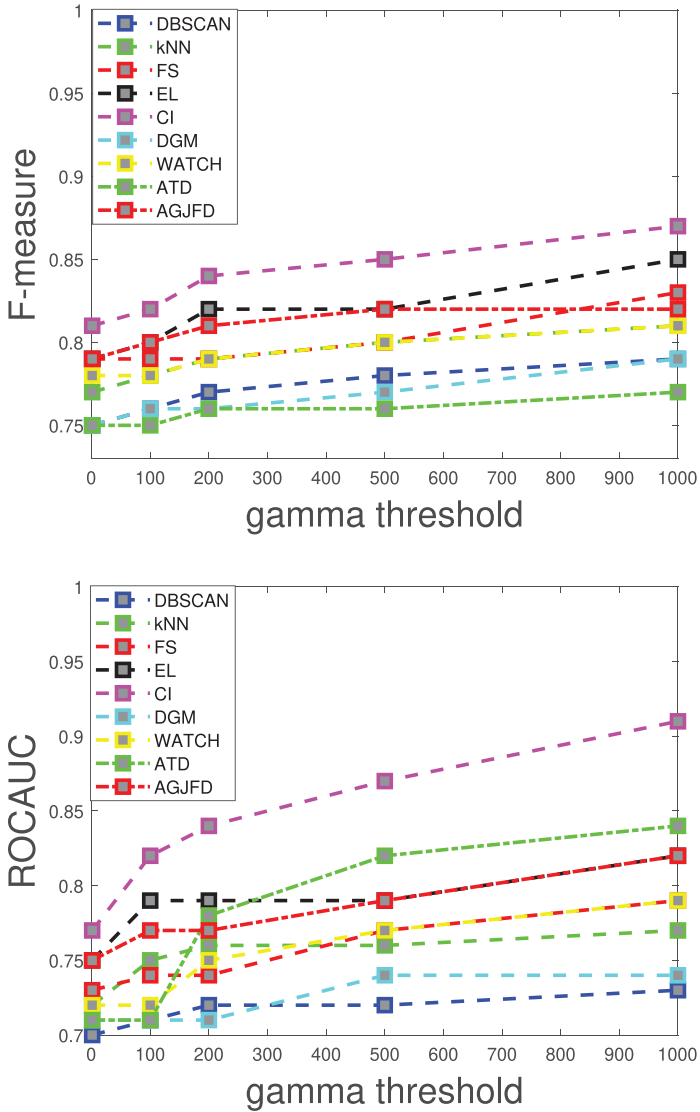 1
0.95
0.9
0.85
0.8
0.75
F-measure
DBSCAN
kNN
FS
EL
CI
DGM
WATCH
ATD
AGJFD
0 100 200 300 400 500 600 700 800 900 1000
gamma threshold
1
0.95
0.9
0.85
0.8
0.75
0.7
ROCAUC
DBSCAN
kNN
FS
EL
CI
DGM
WATCH
ATD
AGJFD
0 100 200 300 400 500 600 700 800 900 1000
gamma threshold